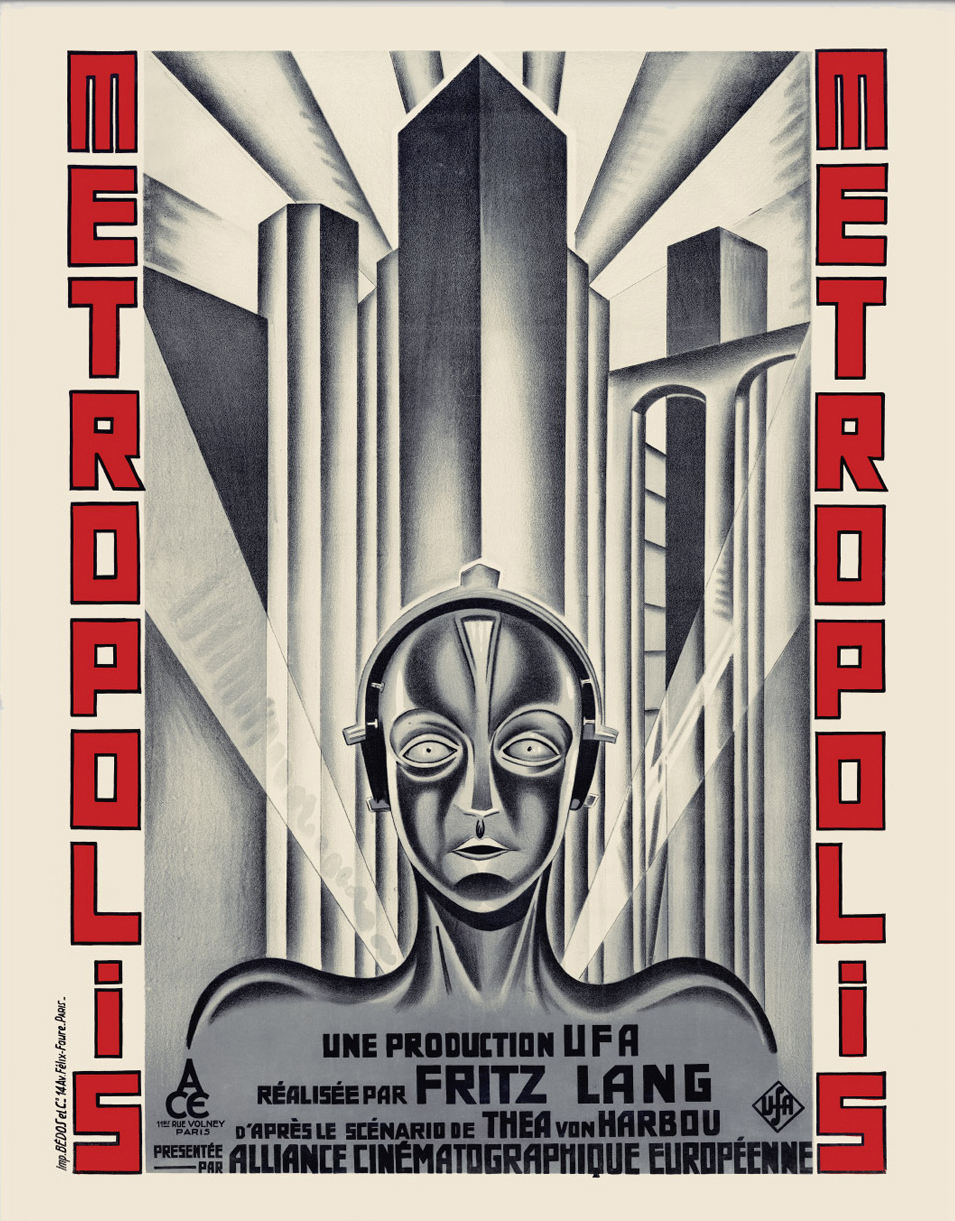 METROPOLiS
METROPOLiS
UNE PRODUCTION UFA
RÉALISÉE PAR FRITZ LANG
D'APRÈS LE SCÉNARIO DE THEA VON HARBOU
PRESENTÉE PAR ALLIANCE CINÉMATOGRAPHIQUE EUROPÉENNE
ACE
RUE VOLNEY
PARIS
UFA
Imp. BEDOS et Cie. 14 Av. Félix-Faure. PARIS.